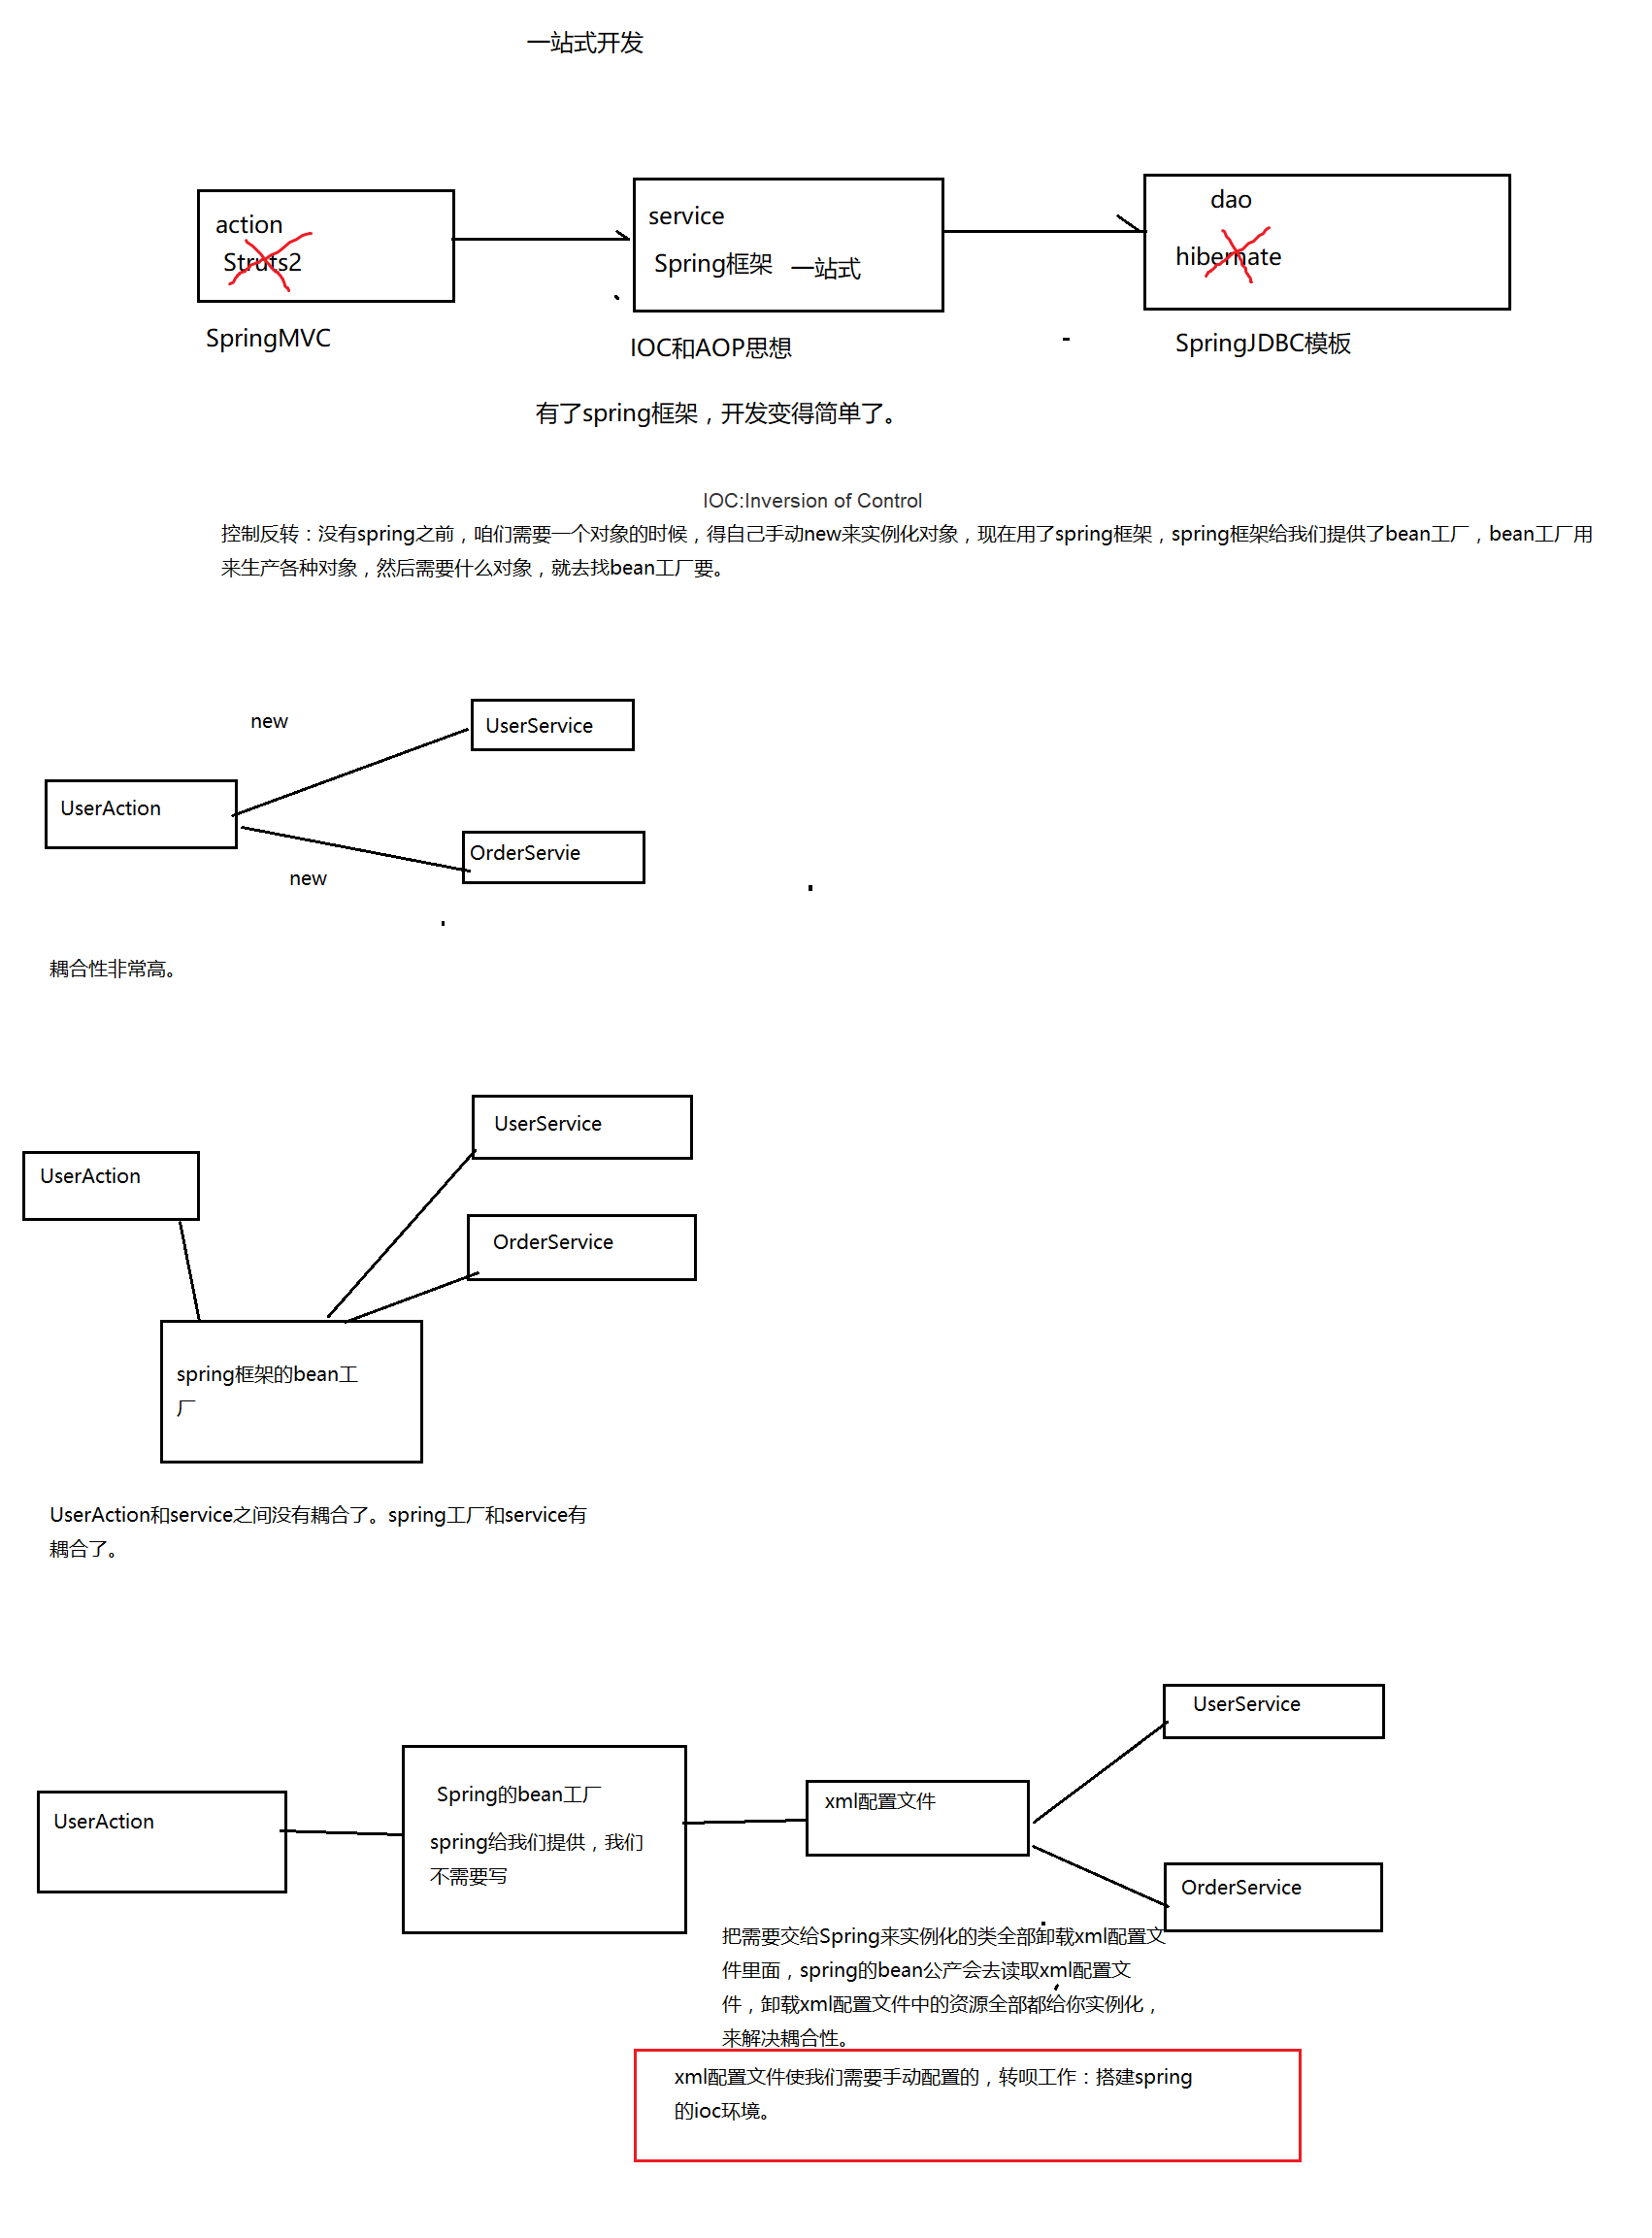 一站式开发
action
Struts2
service
Spring框架 一站式
dao
hibernate
SpringMVC
IOC和AOP思想
SpringJDBC模板
有了spring框架，开发变得简单了。
IOC:Inversion of Control
控制反转：没有spring之前，咱们需要一个对象的时候，得自己手动new来实例化对象，现在用了spring框架，spring框架给我们提供了bean工厂，bean工厂用
来生产各种对象，然后需要什么对象，就去找bean工厂要。
new
UserService
UserAction
OrderServie
new
耦合性非常高。
UserService
UserAction
OrderService
spring框架的bean工
厂
UserAction和service之间没有耦合了。spring工厂和service有
耦合了。
UserService
Spring的bean工厂
xml配置文件
UserAction
spring给我们提供，我们
不需要写
OrderService
把需要交给Spring来实例化的类全部卸载xml配置文
件里面，spring的bean公产会去读取xml配置文
件，卸载xml配置文件中的资源全部都给你实例化，
来解决耦合性。
xml配置文件使我们需要手动配置的，转呗工作：搭建spring
的ioc环境。